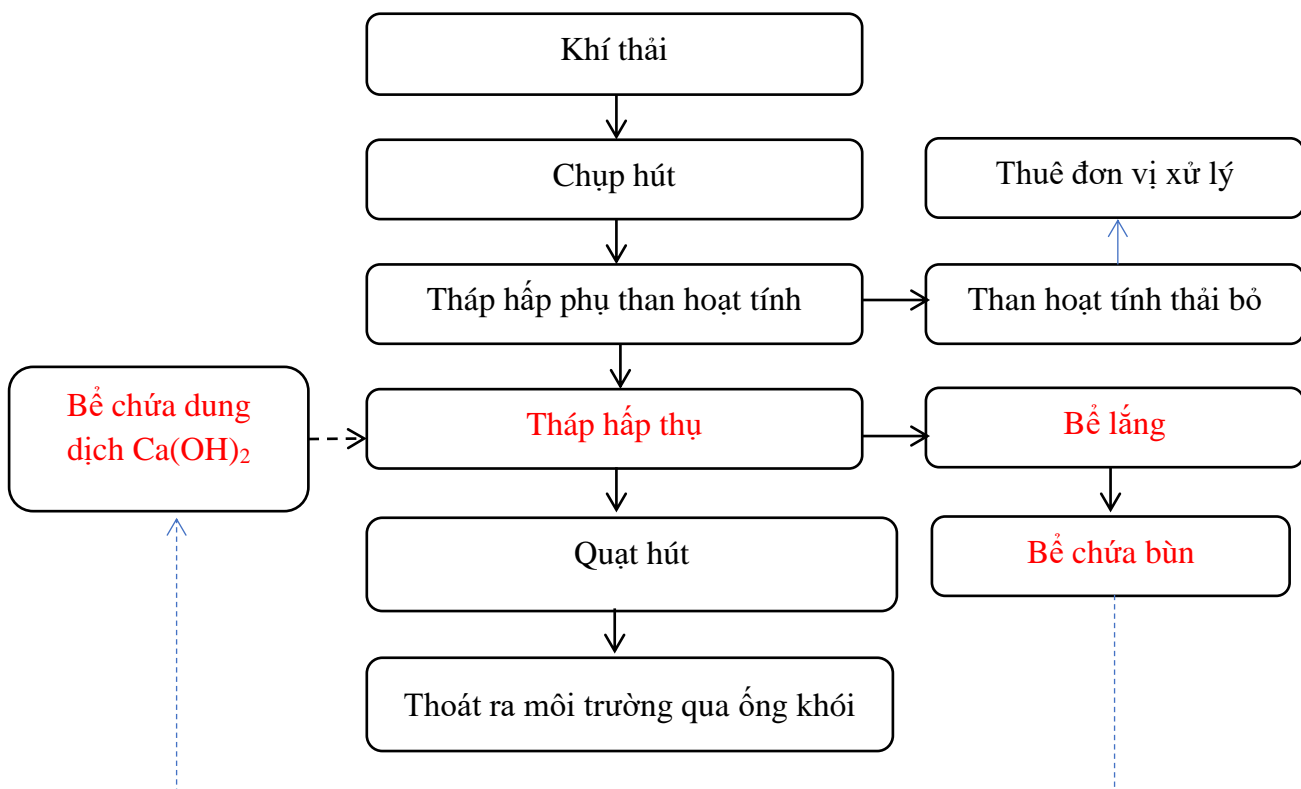 Khí thải
Chụp hút
Thuê đơn vị xử lý
Tháp hấp phụ than hoạt tính
Than hoạt tính thải bỏ
Bể chứa dung
dịch Ca(OH)₂
Tháp hấp thụ
Bể lắng
Quạt hút
Bể chứa bùn
Thoát ra môi trường qua ống khói